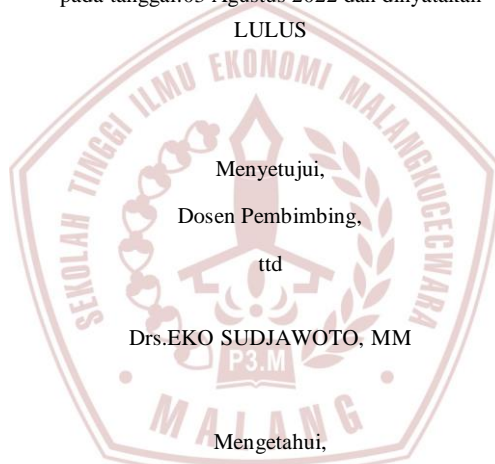 pada tanggal:03 Agustus 2022 dan dinyatakan
LULUS
SEKOLAH TINGGI ILMU EKONOMI MALANGKUCECWARA
Menyetujui,
Dosen Pembimbing,
ttd
Drs.EKO SUDJAWOTO, MM
P3.M
MALANG
Mengetahui,